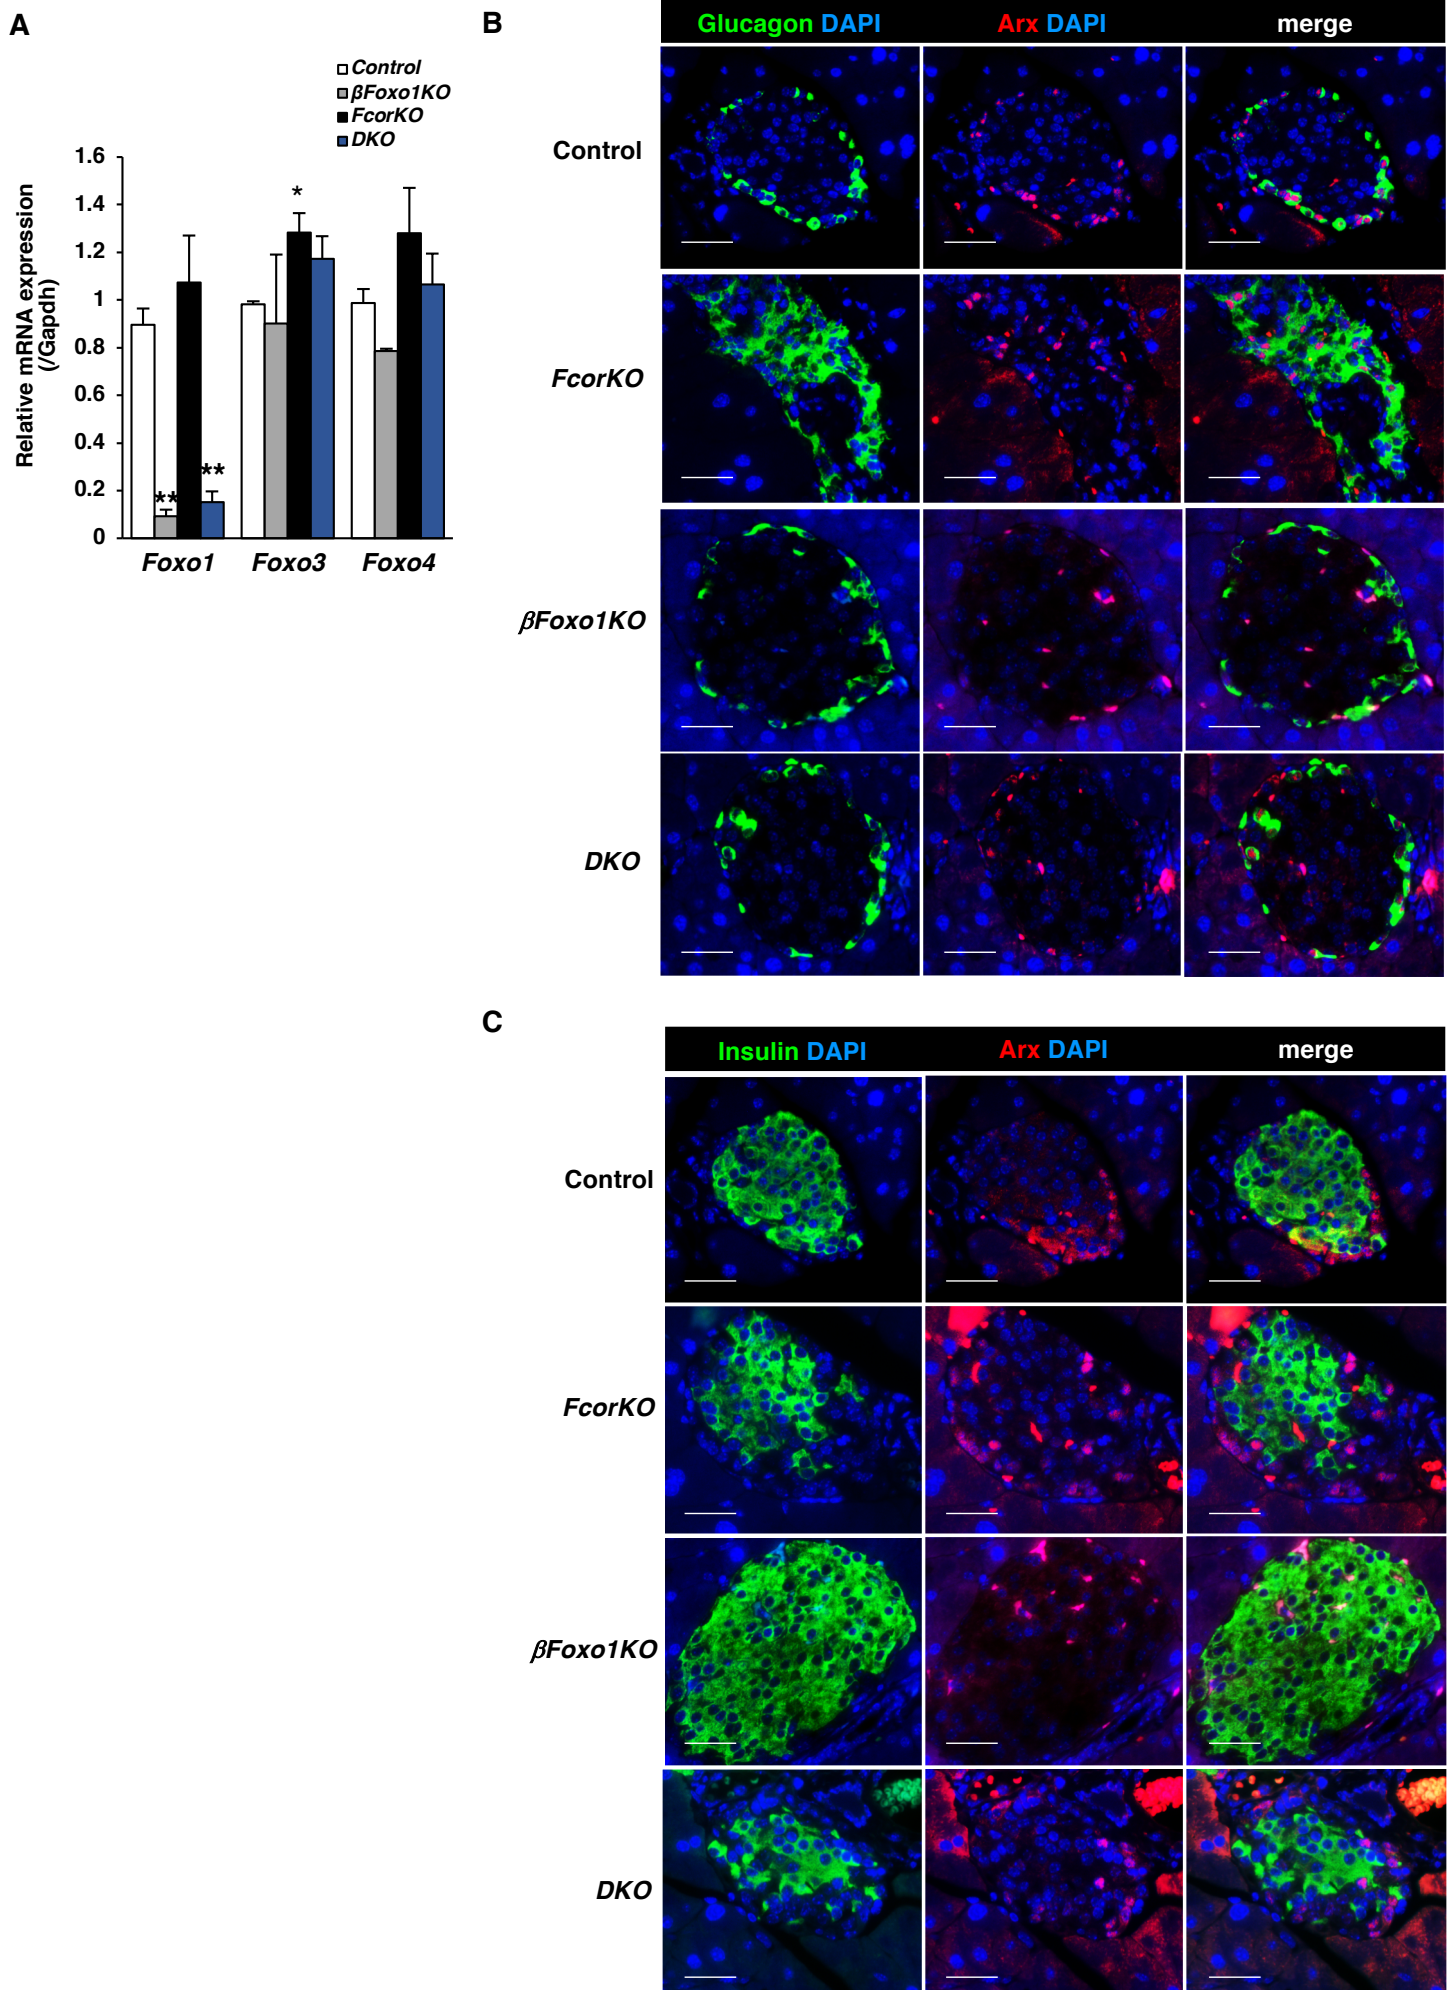 A
Control
βFoxo1KO
FcorKO
DKO
1.6
1.4
1.2
1
0.8
0.6
0.4
0.2
0
Relative mRNA expression
(/Gapdh)
*
**
**
Foxo1 Foxo3 Foxo4
B
Glucagon DAPI Arx DAPI merge
Control
FcorKO
βFoxo1KO
DKO
C
Insulin DAPI Arx DAPI merge
Control
FcorKO
βFoxo1KO
DKO